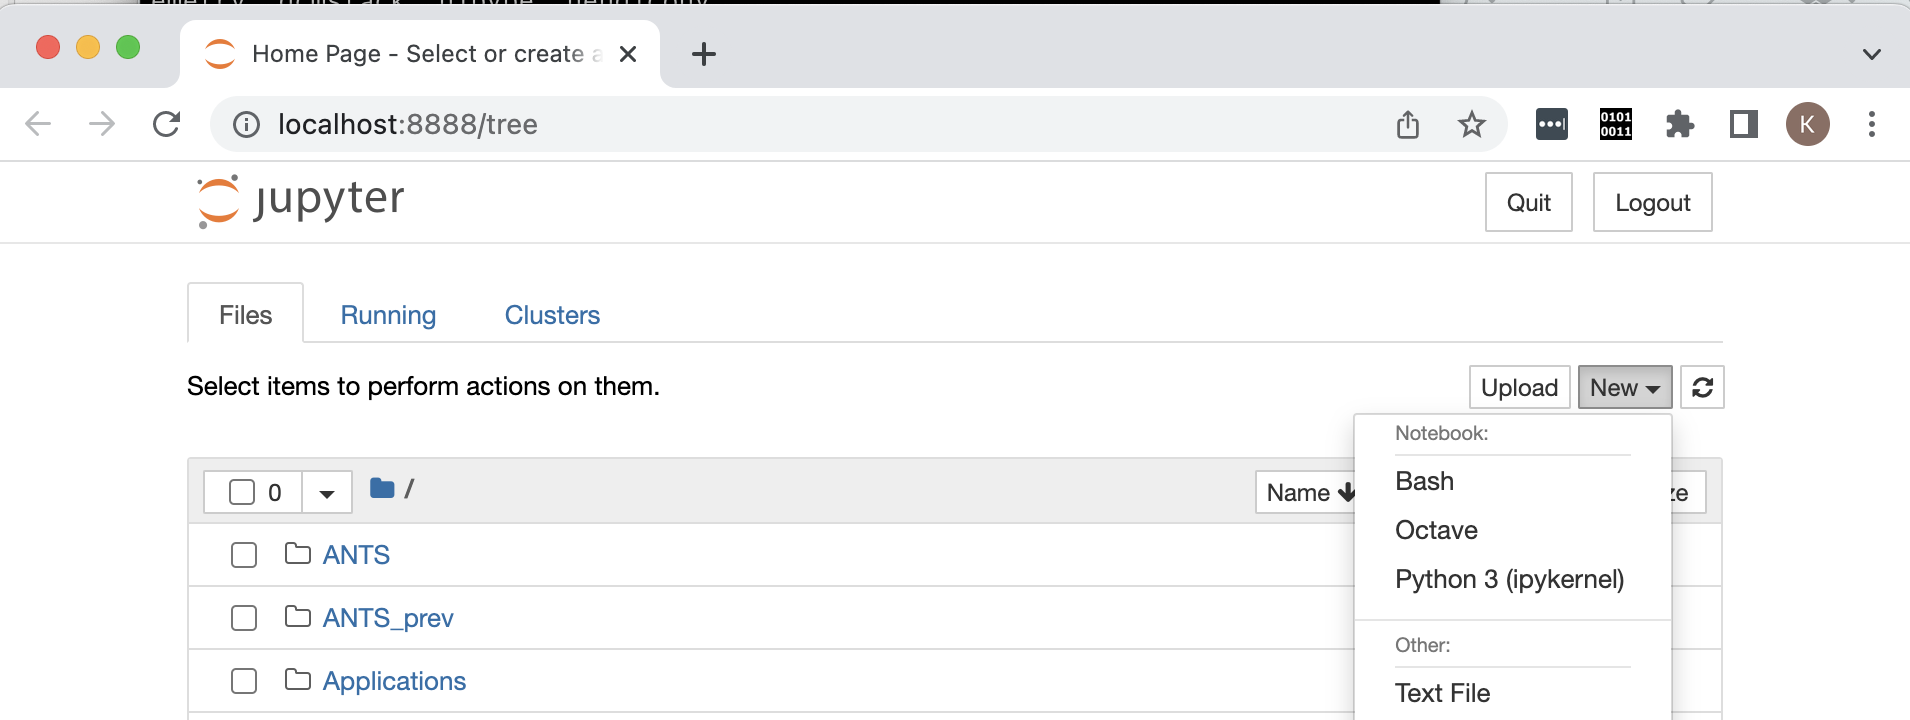 Home Page - Select or create a
localhost:8888/tree
0101
0011
K
jupyter
Quit
Logout
Files
Running
Clusters
Select items to perform actions on them.
Upload
New
Notebook:
Bash
Octave
Python 3 (ipykernel)
Other:
Text File
0
/
Name
ze
ANTS
ANTS_prev
Applications